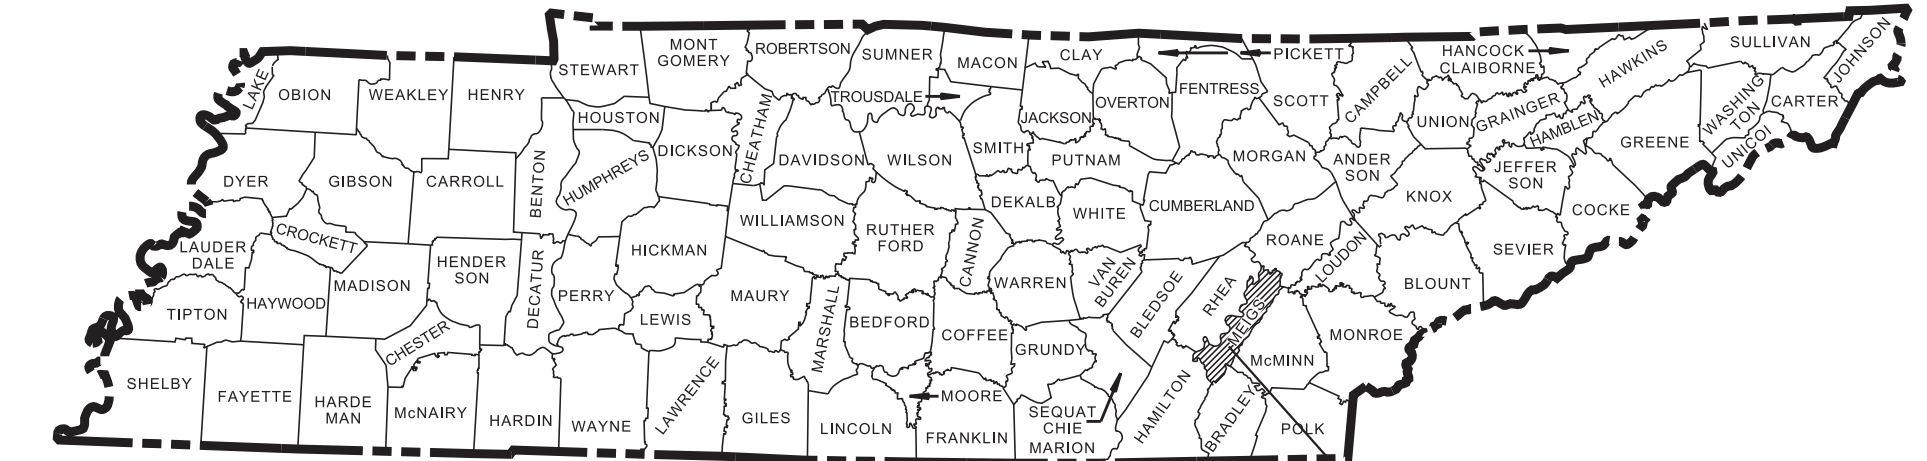 LAKE
OBION
WEAKLEY
HENRY
STEWART
MONT
GOMERY
ROBERTSON
SUMNER
MACON
CLAY
PICKETT
HANCOCK
CLAIBORNE
HAWKINS
SULLIVAN
JOHNSON
TROUSDALE
HOUSTON
CHEATHAM
JACKSON
OVERTON
FENTRESS
SCOTT
CAMPBELL
UNION
GRAINGER
HAMBLEN
WASHING
TON
CARTER
UNICOI
GREENE
DYER
GIBSON
CARROLL
BENTON
HUMPHREYS
DICKSON
DAVIDSON
WILSON
SMITH
PUTNAM
MORGAN
ANDER
SON
KNOX
JEFFER
SON
COCKE
LAUDER
DALE
CROCKETT
WILLIAMSON
RUTHER
FORD
CANNON
DEKALB
WHITE
CUMBERLAND
ROANE
LOUDON
SEVIER
BLOUNT
TIPTON
HAYWOOD
MADISON
HENDER
SON
DECATUR
PERRY
HICKMAN
LEWIS
MAURY
MARSHALL
BEDFORD
COFFEE
WARREN
VAN
BUREN
BLEDSOE
RHEA
MEIGS
McMINN
MONROE
CHESTER
GRUNDY
SHELBY
FAYETTE
HARDE
MAN
McNAIRY
HARDIN
WAYNE
LAWRENCE
GILES
LINCOLN
MOORE
FRANKLIN
SEQUAT
CHIE
MARION
HAMILTON
BRADLEY
POLK